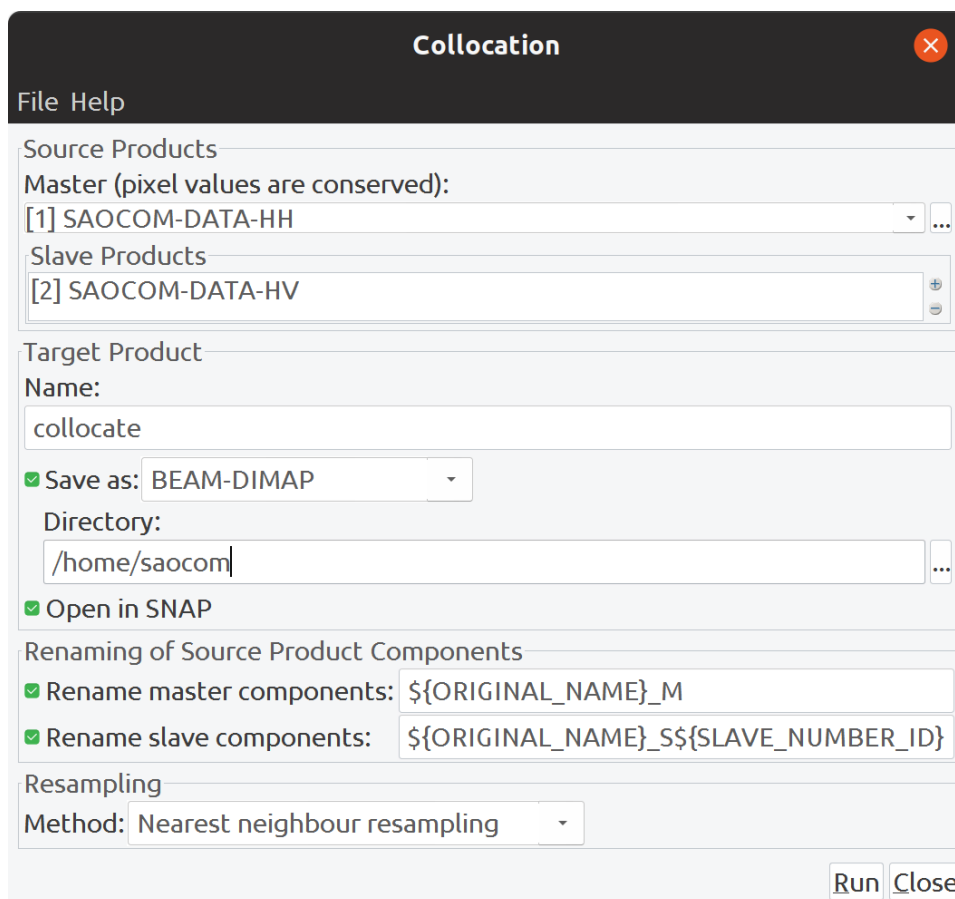 Collocation
File Help
Source Products
Master (pixel values are conserved):
[1] SAOCOM-DATA-HH
...
Slave Products
[2] SAOCOM-DATA-HV
Target Product
Name:
collocate
Save as: BEAM-DIMAP
Directory:
/home/saocom
...
Open in SNAP
Renaming of Source Product Components
Rename master components: ${ORIGINAL_NAME}_M
Rename slave components: ${ORIGINAL_NAME}_S${SLAVE_NUMBER_ID}
Resampling
Method: Nearest neighbour resampling
Run Close